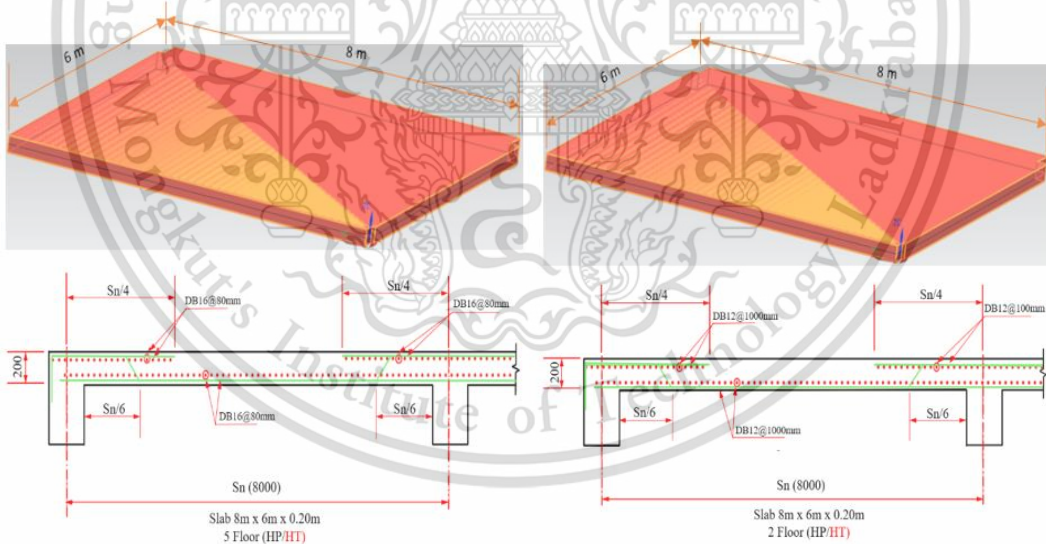 6 m
8 m
6 m
8 m
Mongkut's Institute of Technology Ladkraba
Sn/4
Sn/4
DB16@80mm
DB16@80mm
200
Sn/6
Sn/6
DB16@80mm
Sn (8000)
Slab 8m x 6m x 0.20m
5 Floor (HP/HT)
Sn/4
Sn/4
DB12@1000mm
DB12@100mm
200
Sn/6
Sn/6
DB12@1000mm
Sn (8000)
Slab 8m x 6m x 0.20m
2 Floor (HP/HT)